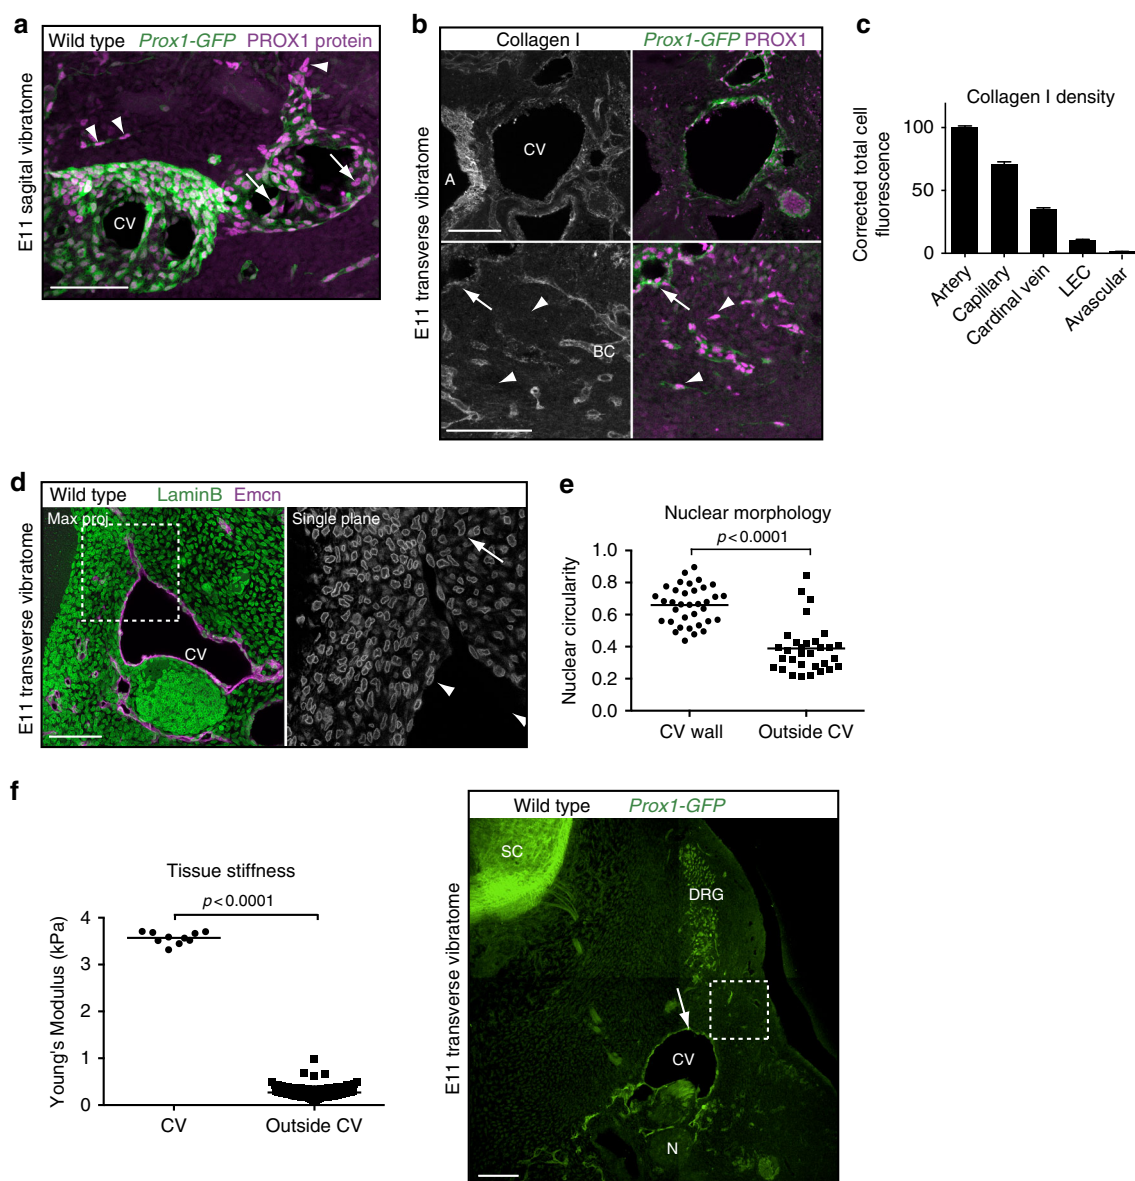 a
Wild type Prox1-GFP PROX1 protein
E11 sagital vibratome
CV
b
Collagen I
Prox1-GFP PROX1
E11 transverse vibratome
A
CV
BC
c
Collagen I density
Corrected total cell
fluorescence
100
50
0
Artery
Capillary
Cardinal vein
LEC
Avascular
d
Wild type LaminB Emcn
E11 transverse vibratome
Max proj
Single plane
CV
e
Nuclear morphology
p<0.0001
Nuclear circularity
1.0
0.8
0.6
0.4
0.2
0.0
CV wall
Outside CV
f
Tissue stiffness
p<0.0001
Young's Modulus (kPa)
4
3
2
1
0
CV
Outside CV
Wild type Prox1-GFP
E11 transverse vibratome
SC
DRG
CV
N